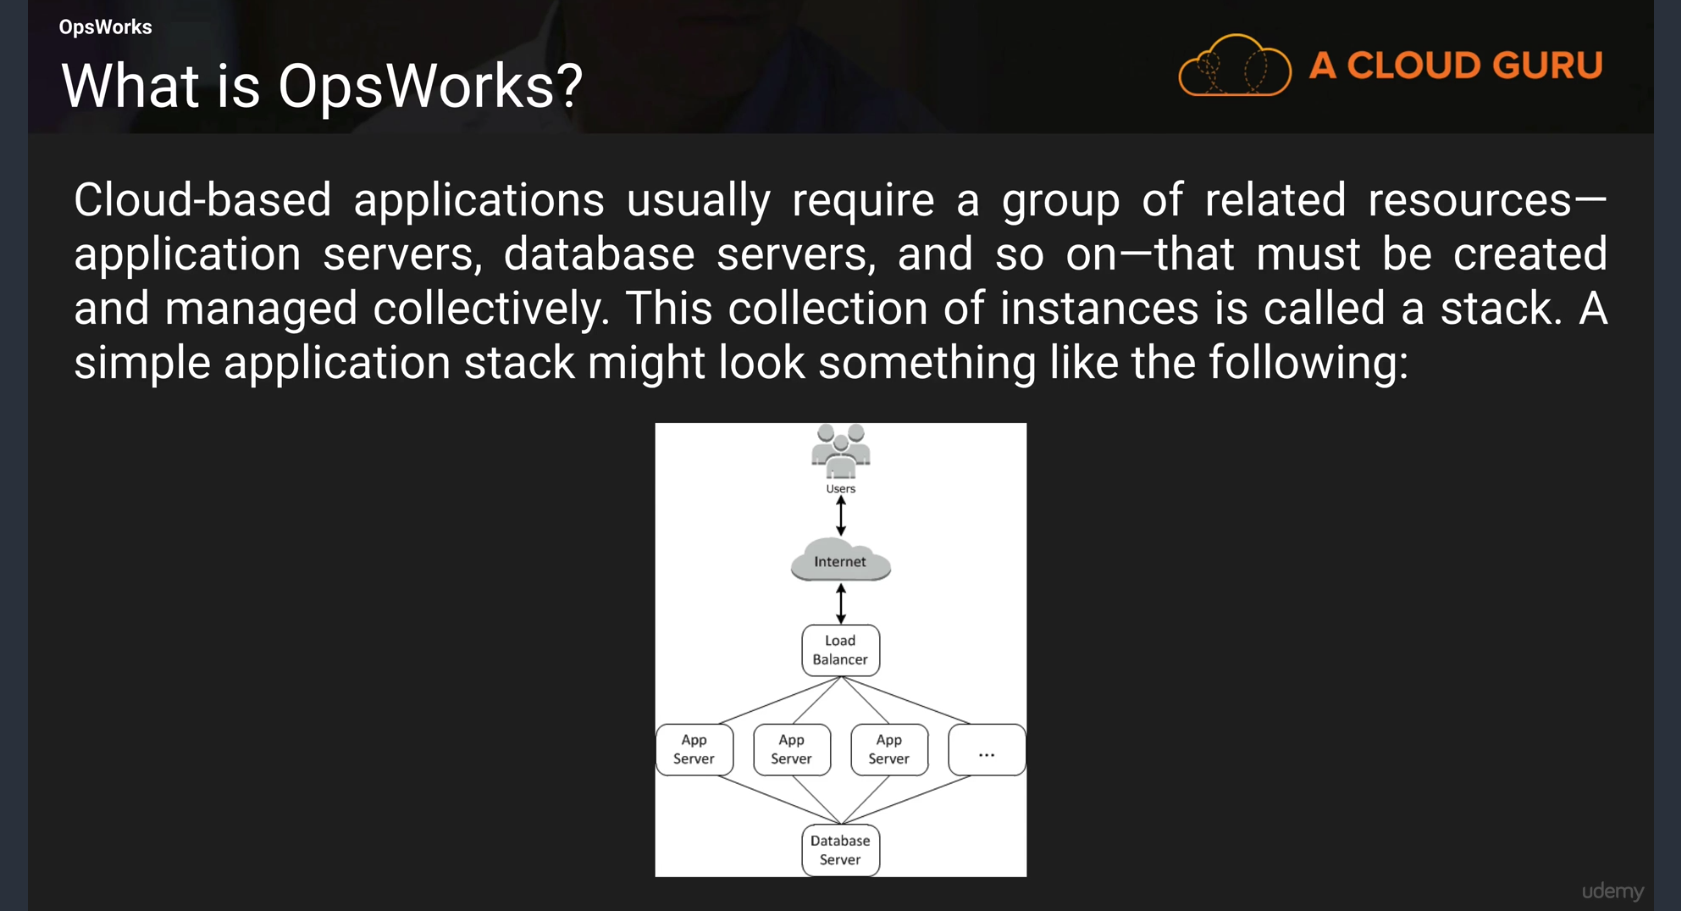 OpsWorks
What is OpsWorks?
A CLOUD GURU
Cloud-based applications usually require a group of related resources—
application servers, database servers, and so on—that must be created
and managed collectively. This collection of instances is called a stack. A
simple application stack might look something like the following:
Users
Internet
Load
Balancer
App
Server
App
Server
App
Server
...
Database
Server
udemy